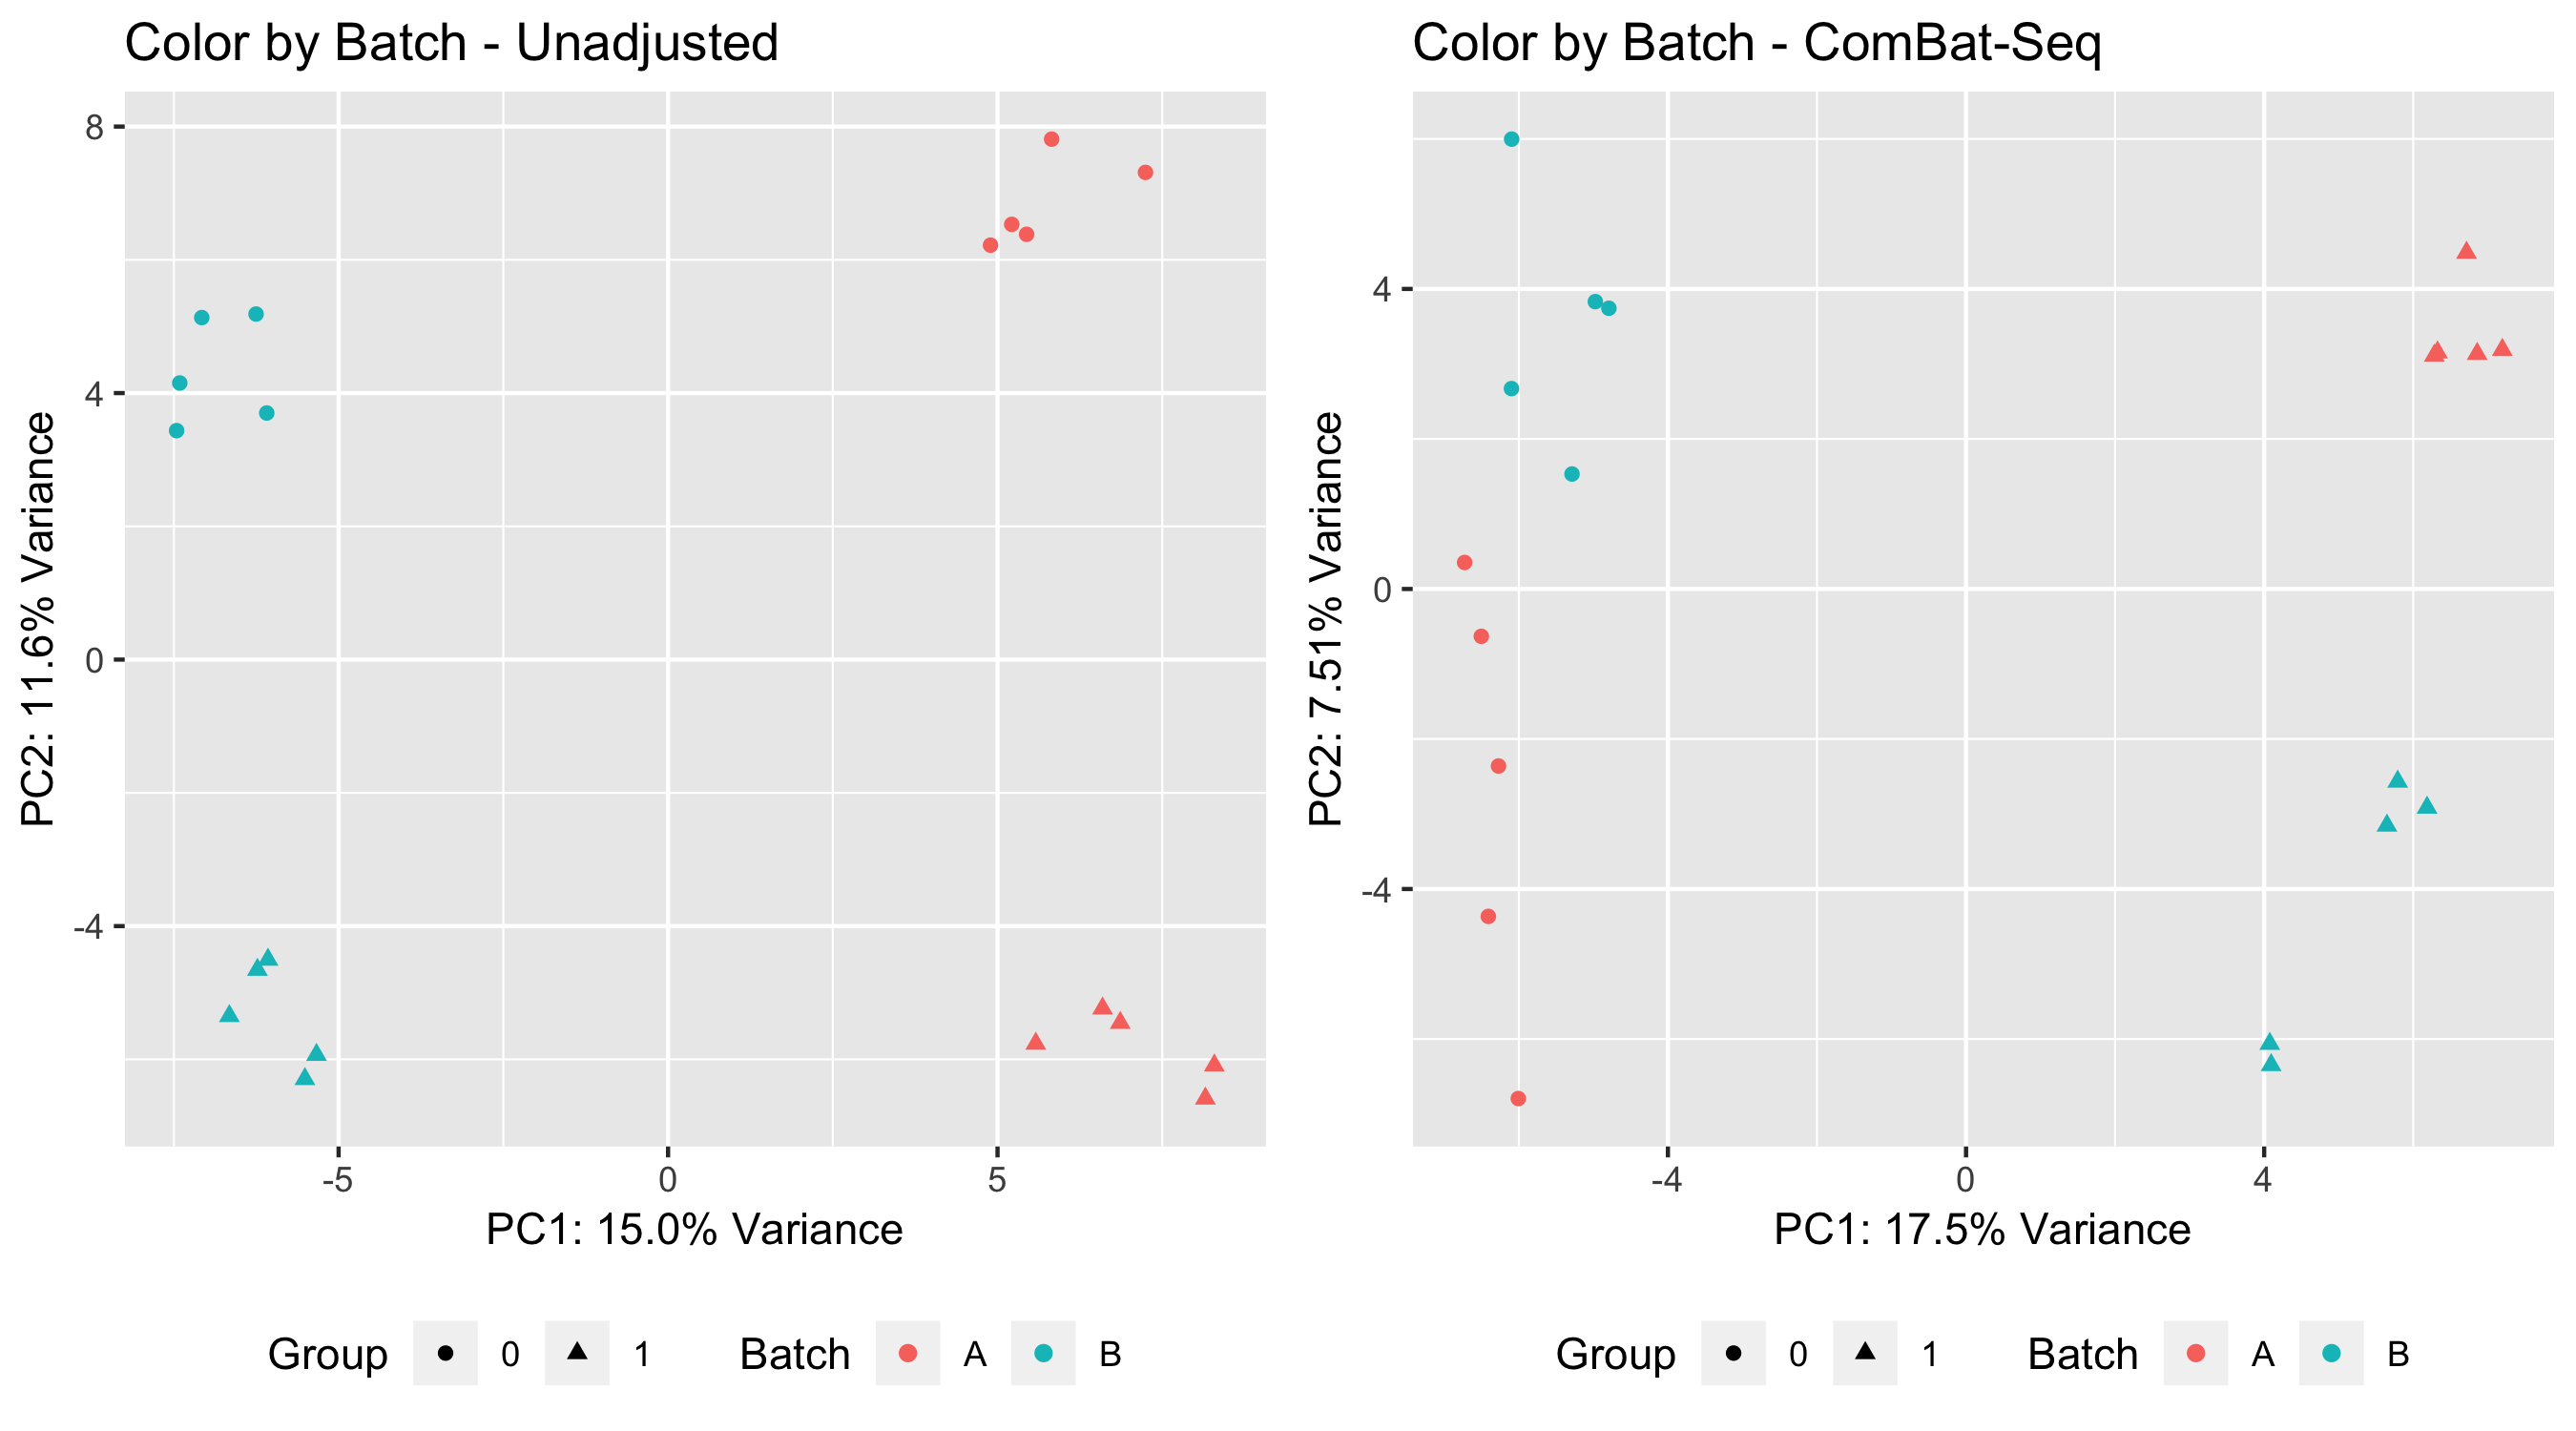 Color by Batch - Unadjusted
8
4
0
-4
PC2: 11.6% Variance
-5
0
5
PC1: 15.0% Variance
Group 0 1 Batch A B
Color by Batch - ComBat-Seq
4
0
-4
PC2: 7.51% Variance
-4
0
4
PC1: 17.5% Variance
Group 0 1 Batch A B